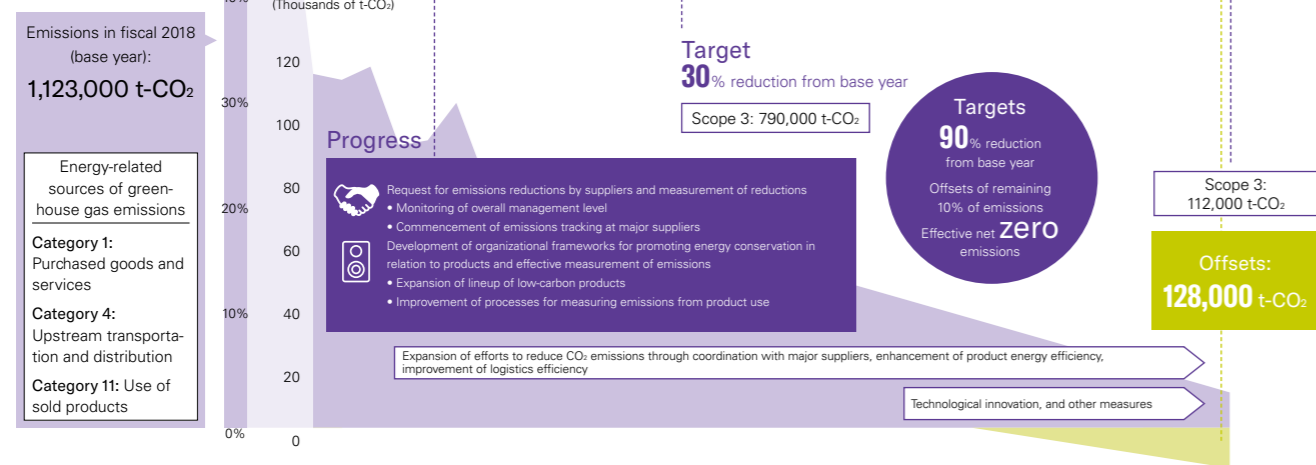 (Thousands of t-CO₂)
Emissions in fiscal 2018
(base year):
1,123,000 t-CO₂
Energy-related
sources of green-
house gas emissions
Category 1:
Purchased goods and
services
Category 4:
Upstream transporta-
tion and distribution
Category 11: Use of
sold products
30%
20%
10%
0%
120
100
80
60
40
20
0
Target
30% reduction from base year
Scope 3: 790,000 t-CO₂
Progress
Request for emissions reductions by suppliers and measurement of reductions
• Monitoring of overall management level
• Commencement of emissions tracking at major suppliers
Development of organizational frameworks for promoting energy conservation in
relation to products and effective measurement of emissions
• Expansion of lineup of low-carbon products
• Improvement of processes for measuring emissions from product use
Targets
90% reduction
from base year
Offsets of remaining
10% of emissions
Effective net zero
emissions
Scope 3:
112,000 t-CO₂
Offsets:
128,000 t-CO₂
Expansion of efforts to reduce CO₂ emissions through coordination with major suppliers, enhancement of product energy efficiency,
improvement of logistics efficiency
Technological innovation, and other measures